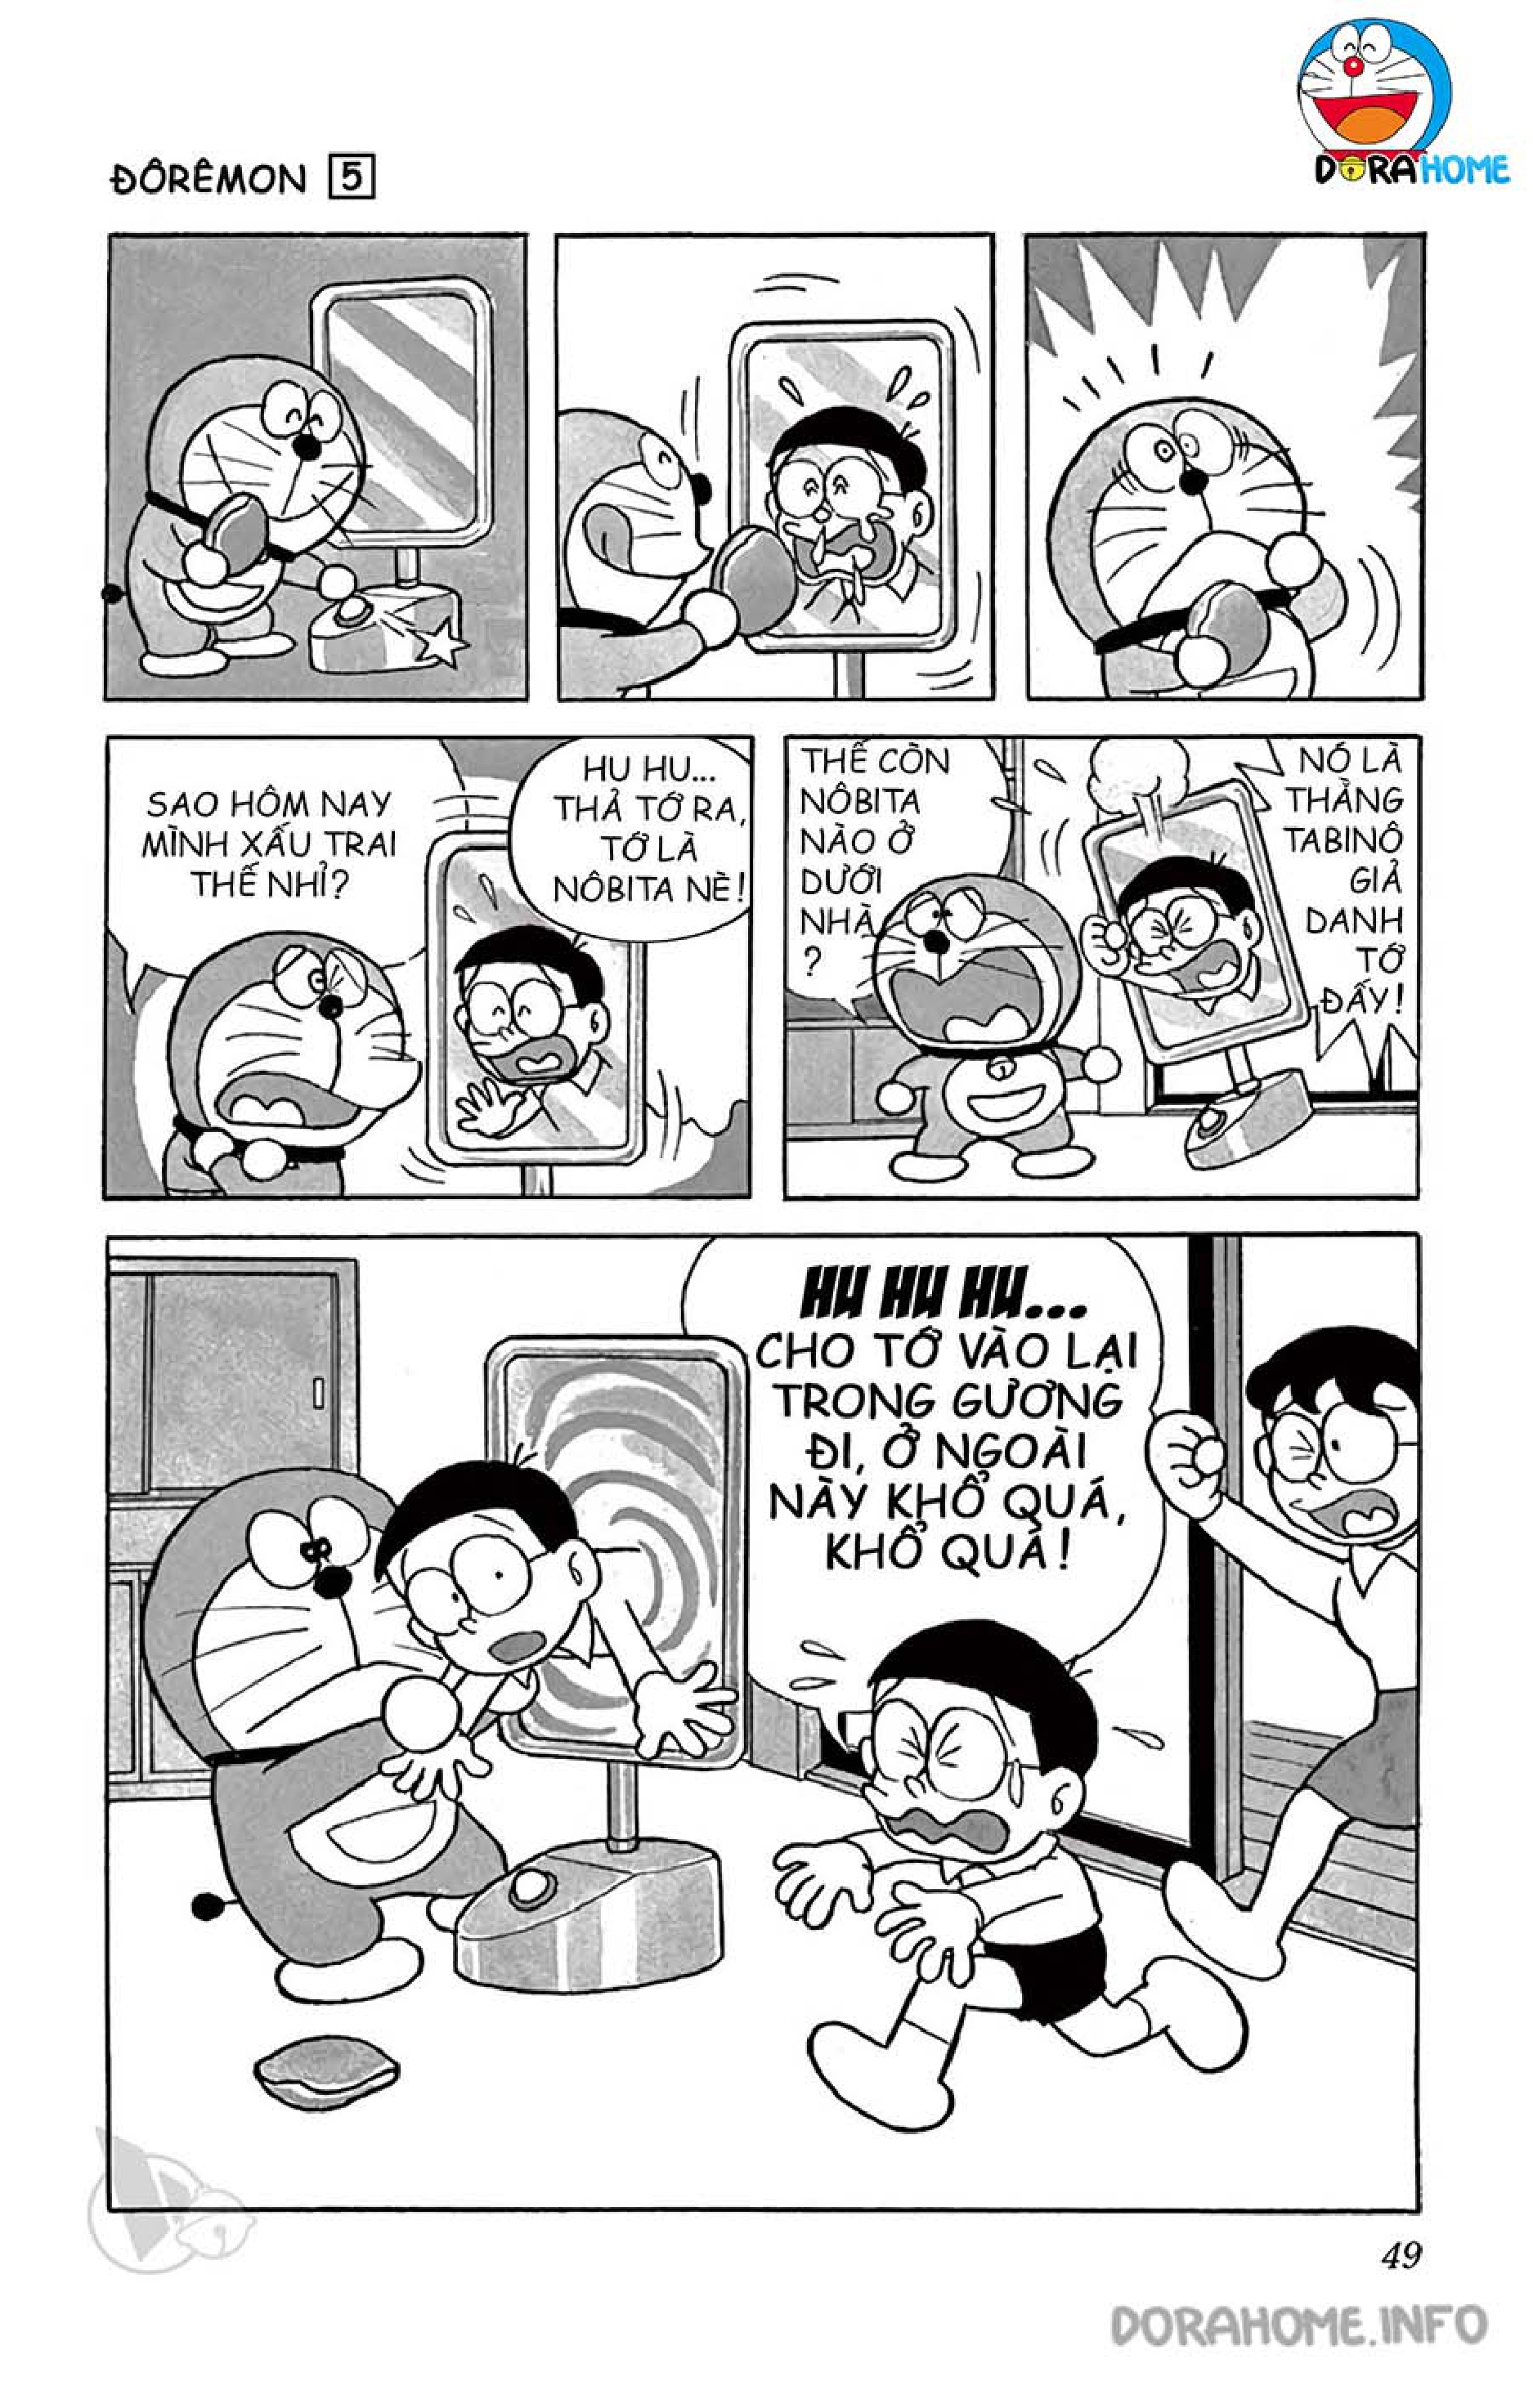 DORAHOME
ĐÔRÊMON 5
SAO HÔM NAY
MÌNH XẤU TRAI
THẾ NHỈ?
HU HU...
THẢ TỚ RA,
TỚ LÀ
NÔBITA NÈ!
THẾ CÒN
NÔBITA
NÀO Ở
DƯỚI
NHÀ
?
NÓ LÀ
THẰNG
TABINÔ
GIẢ
DANH
TỚ
ĐẤY!
HU HU HU...
CHO TỚ VÀO LẠI
TRONG GƯƠNG
ĐI, Ở NGOÀI
NÀY KHỔ QUÁ,
KHỔ QUÁ!
49
DORAHOME.INFO